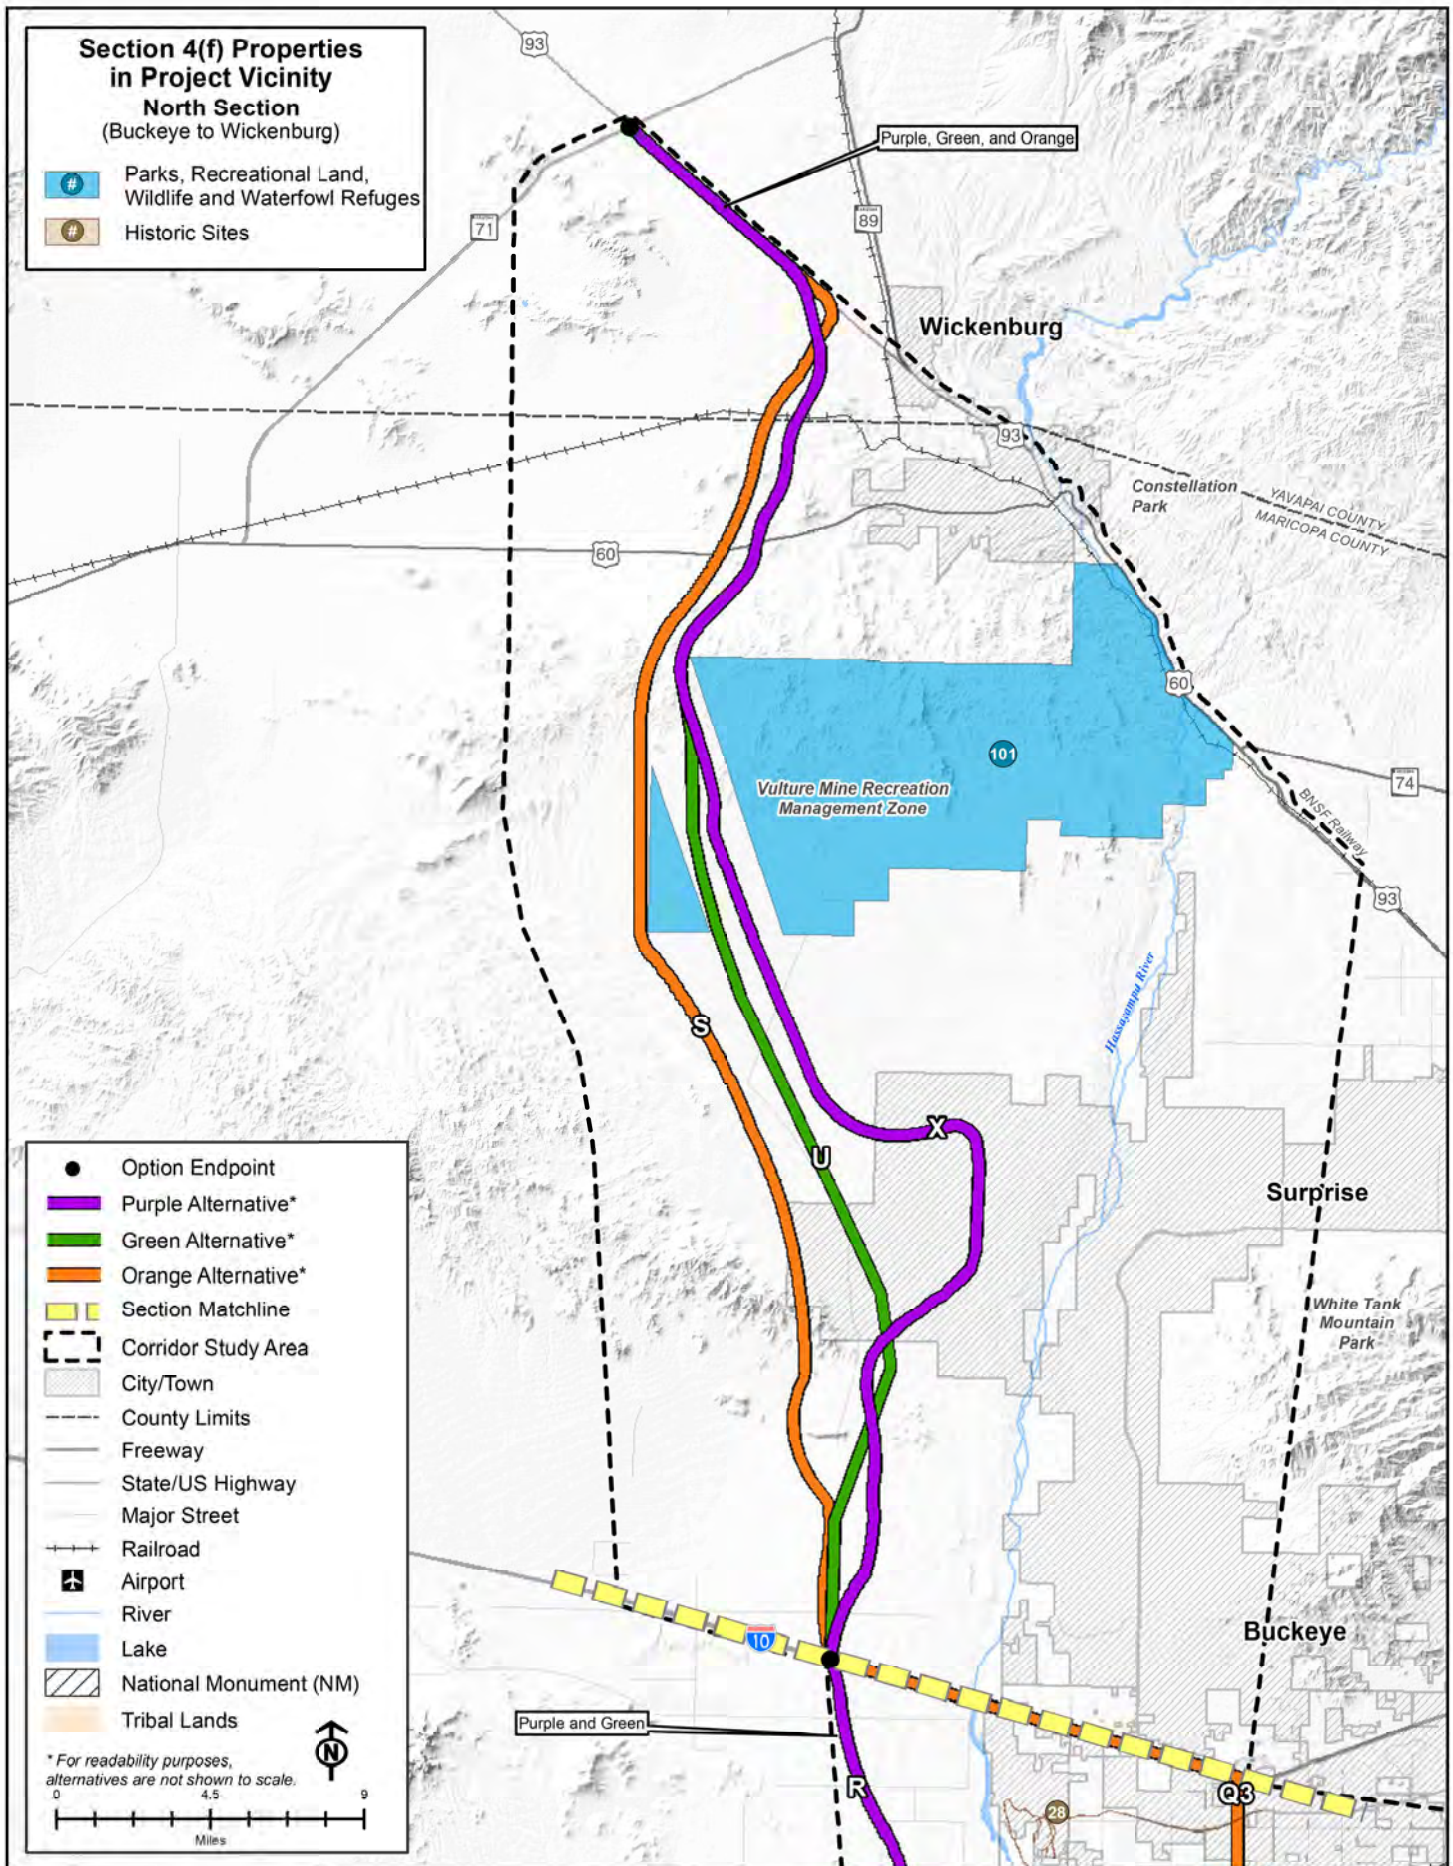 Section 4(f) Properties
in Project Vicinity
North Section
(Buckeye to Wickenburg)
#
Parks, Recreational Land,
Wildlife and Waterfowl Refuges
#
Historic Sites
93
Purple, Green, and Orange
71
89
Wickenburg
93
Constellation
Park
YAVAPAI COUNTY
MARICOPA COUNTY
60
60
101
Vulture Mine Recreation
Management Zone
74
BNSF Railway
93
Hassayampa River
S
X
U
Surprise
White Tank
Mountain
Park
Option Endpoint
Purple Alternative*
Green Alternative*
Orange Alternative*
Section Matchline
Corridor Study Area
City/Town
County Limits
Freeway
State/US Highway
Major Street
Railroad
Airport
River
Lake
National Monument (NM)
Tribal Lands
* For readability purposes,
alternatives are not shown to scale.
N
0 4.5 9
Miles
10
Buckeye
Purple and Green
R
Q3
28